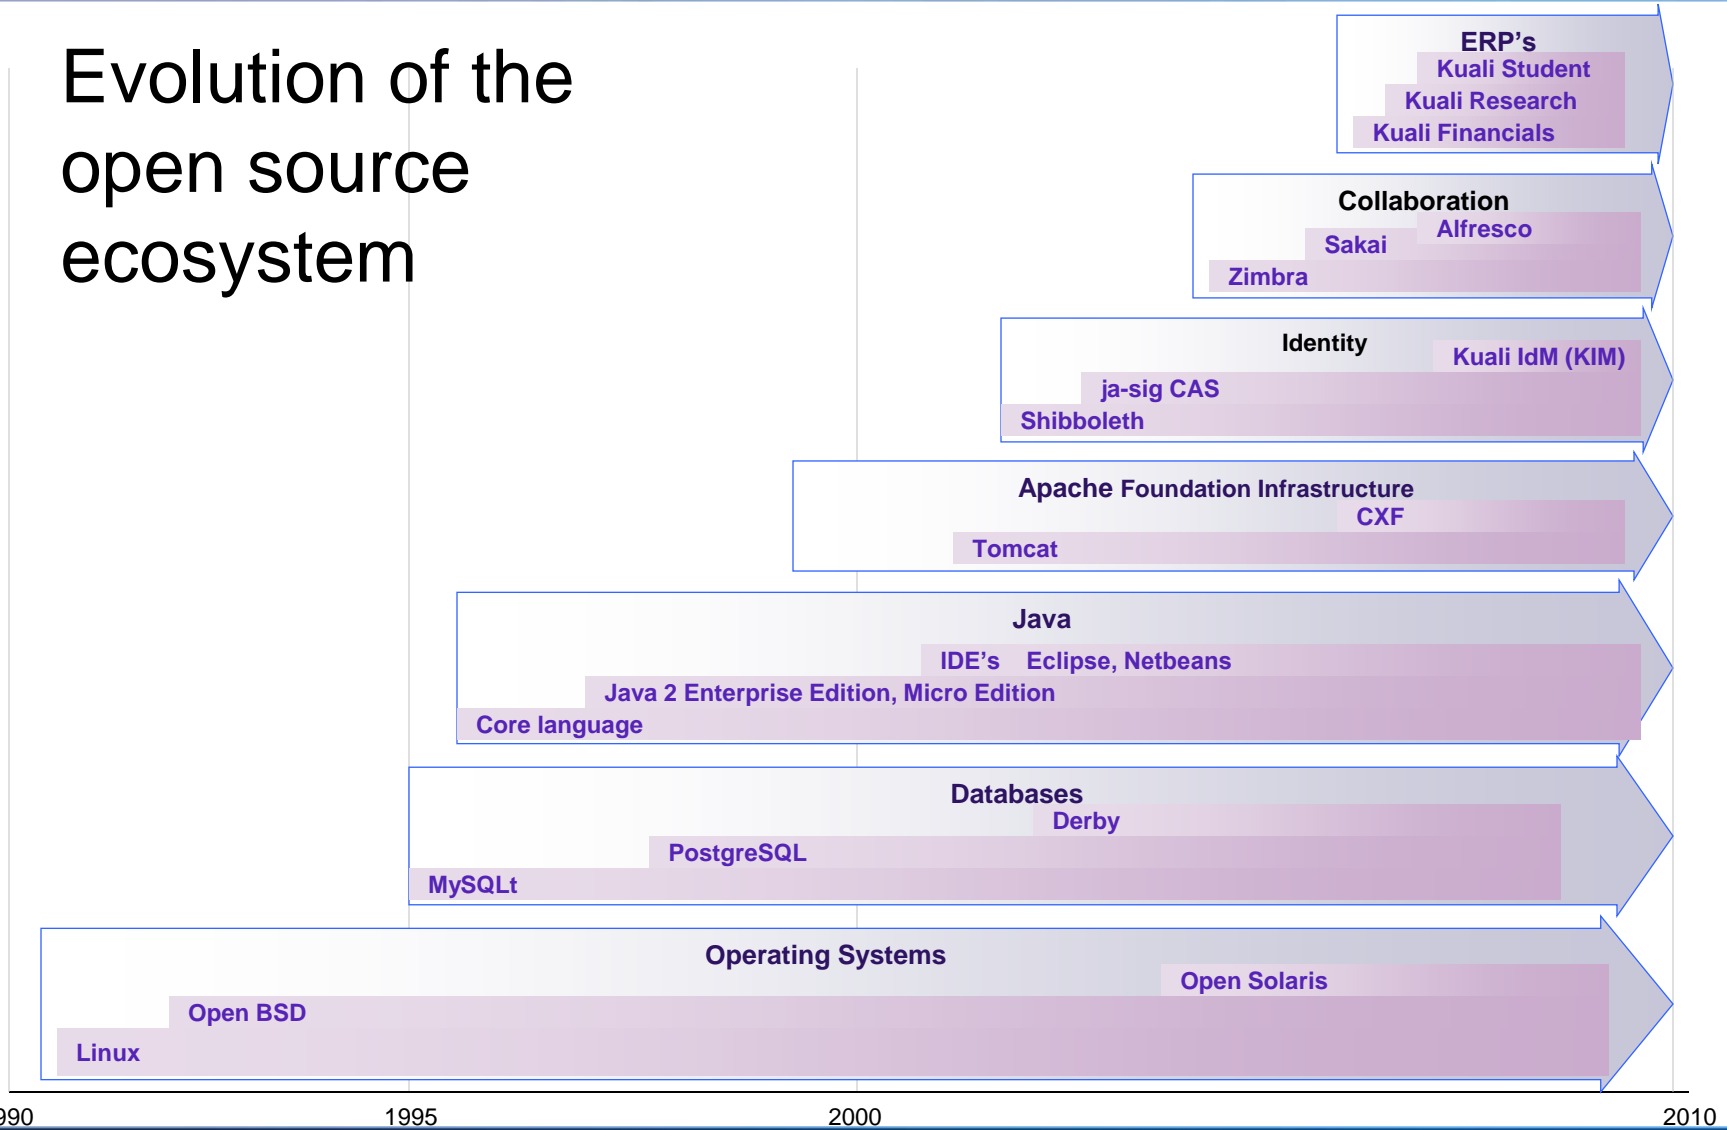 Evolution of the
open source
ecosystem
ERP's
Kuali Student
Kuali Research
Kuali Financials
Collaboration
Alfresco
Sakai
Zimbra
Identity
Kuali IdM (KIM)
ja-sig CAS
Shibboleth
Apache Foundation Infrastructure
CXF
Tomcat
Java
IDE's Eclipse, Netbeans
Java 2 Enterprise Edition, Micro Edition
Core language
Databases
Derby
PostgreSQL
MySQLt
Operating Systems
Open Solaris
Open BSD
Linux
990 1995 2000 2010